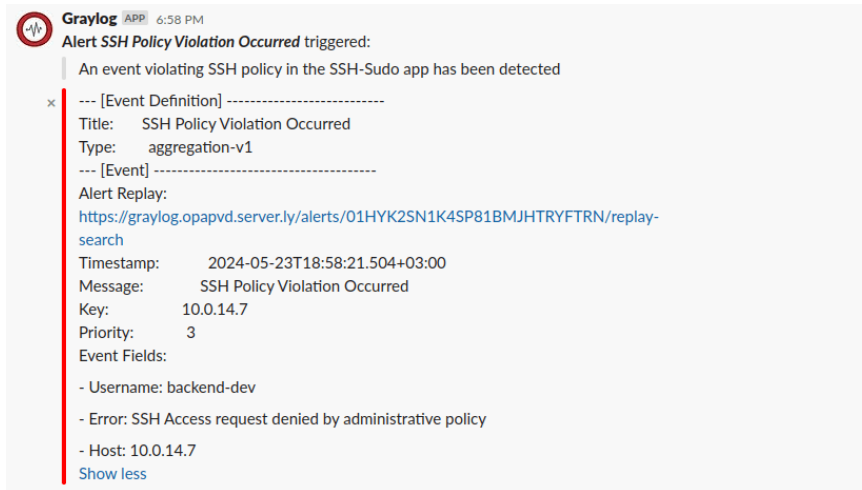 Graylog APP 6:58 PM
Alert SSH Policy Violation Occurred triggered:
An event violating SSH policy in the SSH-Sudo app has been detected
--- [Event Definition] ---------------------------
Title: SSH Policy Violation Occurred
Type: aggregation-v1
--- [Event] --------------------------------------
Alert Replay:
https://graylog.opapvd.server.ly/alerts/01HYK2SN1K4SP81BMJHTRYFTRN/replay-
search
Timestamp: 2024-05-23T18:58:21.504+03:00
Message: SSH Policy Violation Occurred
Key: 10.0.14.7
Priority: 3
Event Fields:
- Username: backend-dev
- Error: SSH Access request denied by administrative policy
- Host: 10.0.14.7
Show less